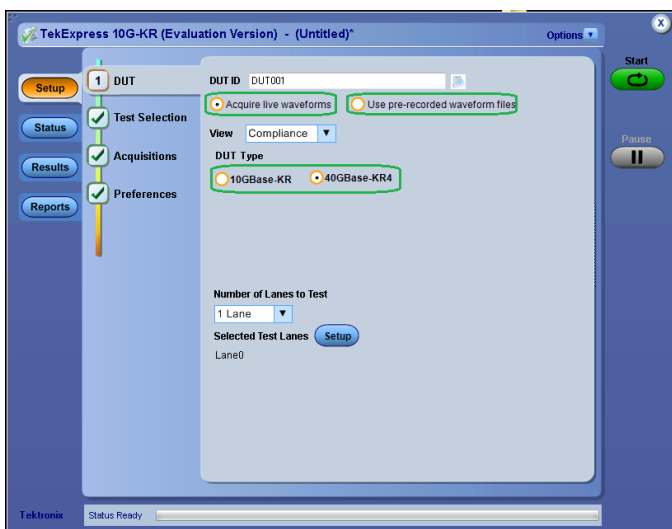 TekExpress 10G-KR (Evaluation Version) - (Untitled)*
Options
x
Start
Setup
Status
Results
Reports
1 DUT
Test Selection
Acquisitions
Preferences
DUT ID DUT001
Acquire live waveforms
Use pre-recorded waveform files
View Compliance
DUT Type
10GBase-KR
40GBase-KR4
Number of Lanes to Test
1 Lane
Selected Test Lanes Setup
Lane0
Pause
Tektronix
Status Ready